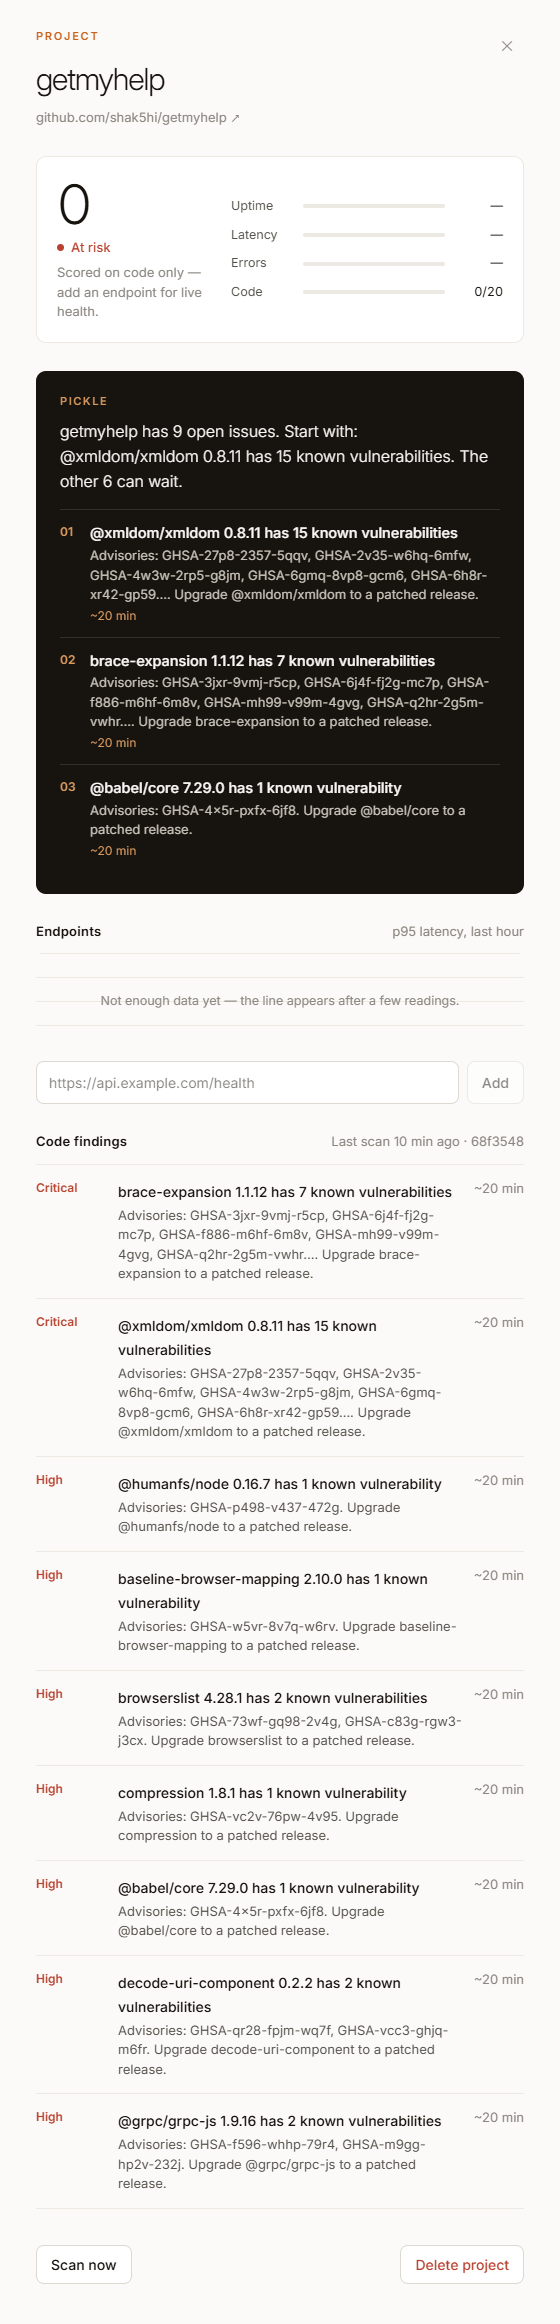 PROJECT
getmyhelp
github.com/shak5hi/getmyhelp ↗
0
At risk
Scored on code only —
add an endpoint for live
health.
Uptime —
Latency —
Errors —
Code 0/20
PICKLE
getmyhelp has 9 open issues. Start with:
@xmldom/xmldom 0.8.11 has 15 known vulnerabilities. The
other 6 can wait.
01 @xmldom/xmldom 0.8.11 has 15 known vulnerabilities
Advisories: GHSA-27p8-2357-5qqv, GHSA-2v35-w6hq-6mfw,
GHSA-4w3w-2rp5-g8jm, GHSA-6gmq-8vp8-gcm6, GHSA-6h8r-
xr42-gp59.... Upgrade @xmldom/xmldom to a patched release.
~20 min
02 brace-expansion 1.1.12 has 7 known vulnerabilities
Advisories: GHSA-3jxr-9vmj-r5cp, GHSA-6j4f-fj2g-mc7p, GHSA-
f886-m6hf-6m8v, GHSA-mh99-v99m-4gvg, GHSA-q2hr-2g5m-
vwhr.... Upgrade brace-expansion to a patched release.
~20 min
03 @babel/core 7.29.0 has 1 known vulnerability
Advisories: GHSA-4×5r-pxfx-6jf8. Upgrade @babel/core to a
patched release.
~20 min
Endpoints p95 latency, last hour
Not enough data yet — the line appears after a few readings.
https://api.example.com/health Add
Code findings Last scan 10 min ago · 68f3548
Critical brace-expansion 1.1.12 has 7 known vulnerabilities ~20 min
Advisories: GHSA-3jxr-9vmj-r5cp, GHSA-6j4f-fj2g-
mc7p, GHSA-f886-m6hf-6m8v, GHSA-mh99-v99m-
4gvg, GHSA-q2hr-2g5m-vwhr.... Upgrade brace-
expansion to a patched release.
Critical @xmldom/xmldom 0.8.11 has 15 known ~20 min
vulnerabilities
Advisories: GHSA-27p8-2357-5qqv, GHSA-2v35-
w6hq-6mfw, GHSA-4w3w-2rp5-g8jm, GHSA-6gmq-
8vp8-gcm6, GHSA-6h8r-xr42-gp59.... Upgrade
@xmldom/xmldom to a patched release.
High @humanfs/node 0.16.7 has 1 known vulnerability ~20 min
Advisories: GHSA-p498-v437-472g. Upgrade
@humanfs/node to a patched release.
High baseline-browser-mapping 2.10.0 has 1 known ~20 min
vulnerability
Advisories: GHSA-w5vr-8v7q-w6rv. Upgrade baseline-
browser-mapping to a patched release.
High browserslist 4.28.1 has 2 known vulnerabilities ~20 min
Advisories: GHSA-73wf-gq98-2v4g, GHSA-c83g-rgw3-
j3cx. Upgrade browserslist to a patched release.
High compression 1.8.1 has 1 known vulnerability ~20 min
Advisories: GHSA-vc2v-76pw-4v95. Upgrade
compression to a patched release.
High @babel/core 7.29.0 has 1 known vulnerability ~20 min
Advisories: GHSA-4×5r-pxfx-6jf8. Upgrade
@babel/core to a patched release.
High decode-uri-component 0.2.2 has 2 known ~20 min
vulnerabilities
Advisories: GHSA-qr28-fpjm-wq7f, GHSA-vcc3-ghjq-
m6fr. Upgrade decode-uri-component to a patched
release.
High @grpc/grpc-js 1.9.16 has 2 known vulnerabilities ~20 min
Advisories: GHSA-f596-whhp-79r4, GHSA-m9gg-
hp2v-232j. Upgrade @grpc/grpc-js to a patched
release.
Scan now Delete project